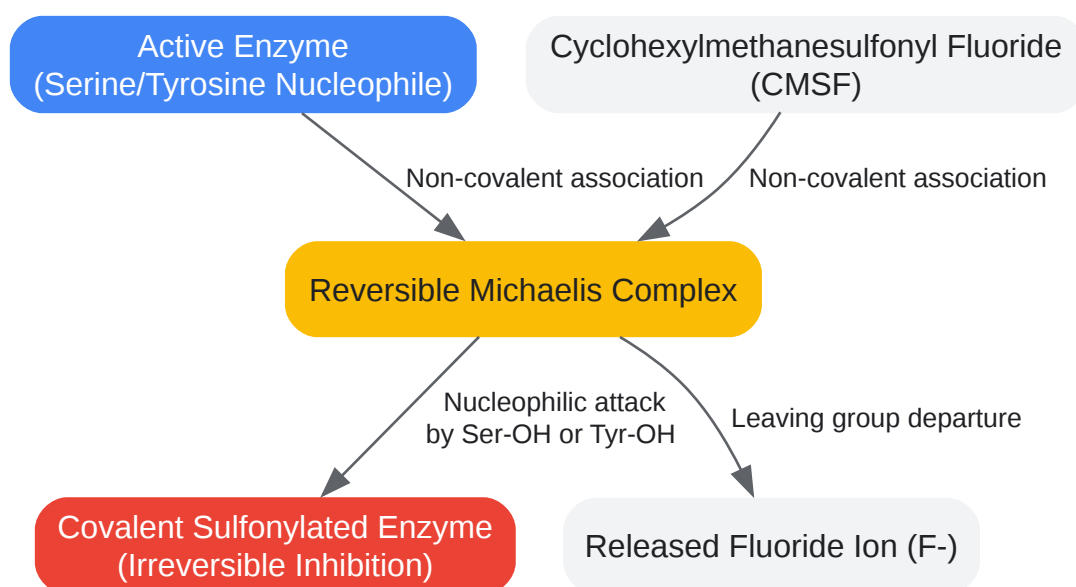 Active Enzyme
(Serine/Tyrosine Nucleophile)
Cyclohexylmethanesulfonyl Fluoride
(CMSF)
Non-covalent association
Non-covalent association
Reversible Michaelis Complex
Nucleophilic attack
by Ser-OH or Tyr-OH
Leaving group departure
Covalent Sulfonylated Enzyme
(Irreversible Inhibition)
Released Fluoride Ion (F-)